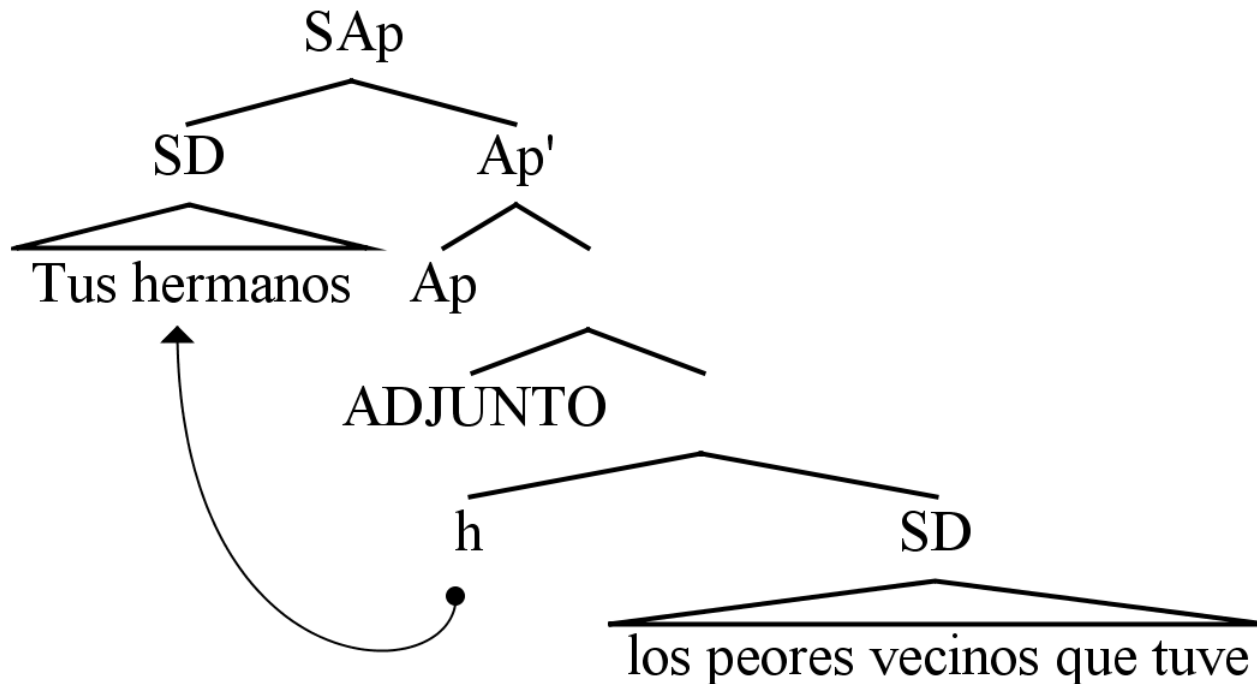 SAp
SD Ap'
Tus hermanos Ap
ADJUNTO
h SD
los peores vecinos que tuve